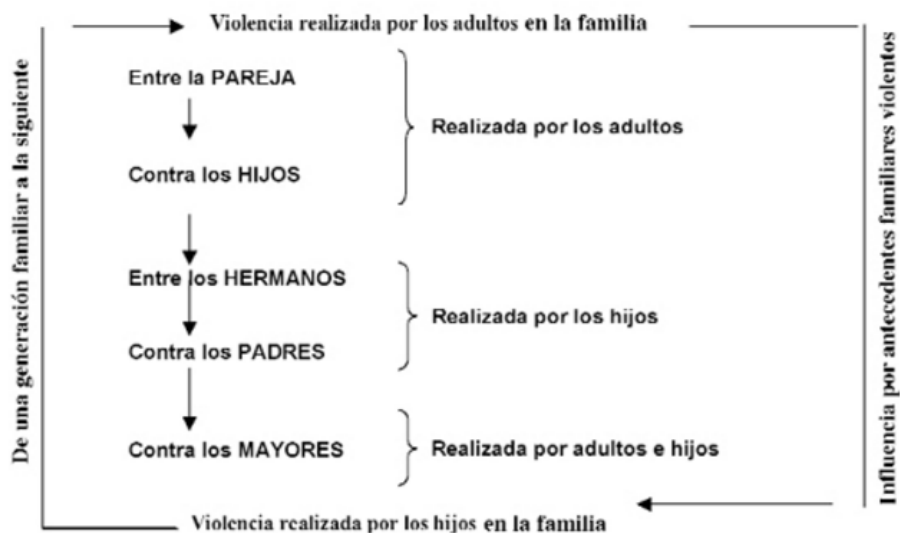 Violencia realizada por los adultos en la familia
De una generación familiar a la siguiente
Entre la PAREJA
Realizada por los adultos
Contra los HIJOS
Entre los HERMANOS
Realizada por los hijos
Contra los PADRES
Contra los MAYORES
Realizada por adultos e hijos
Influencia por antecedentes familiares violentos
Violencia realizada por los hijos en la familia